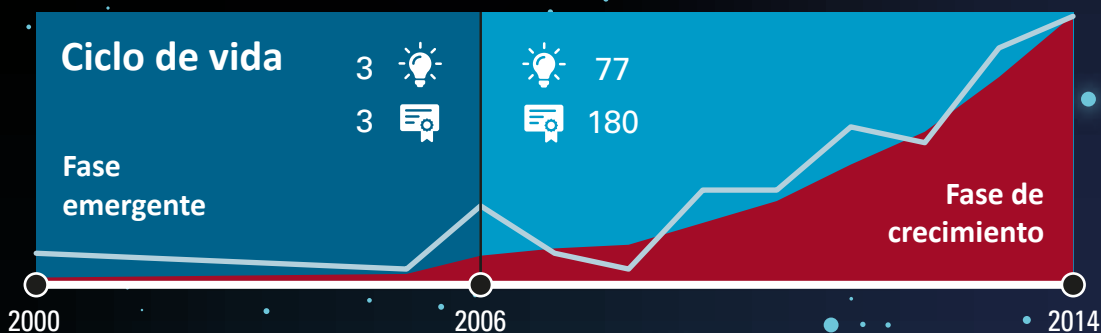 Ciclo de vida
3
3
77
180
Fase
emergente
Fase de
crecimiento
2000
2006
2014